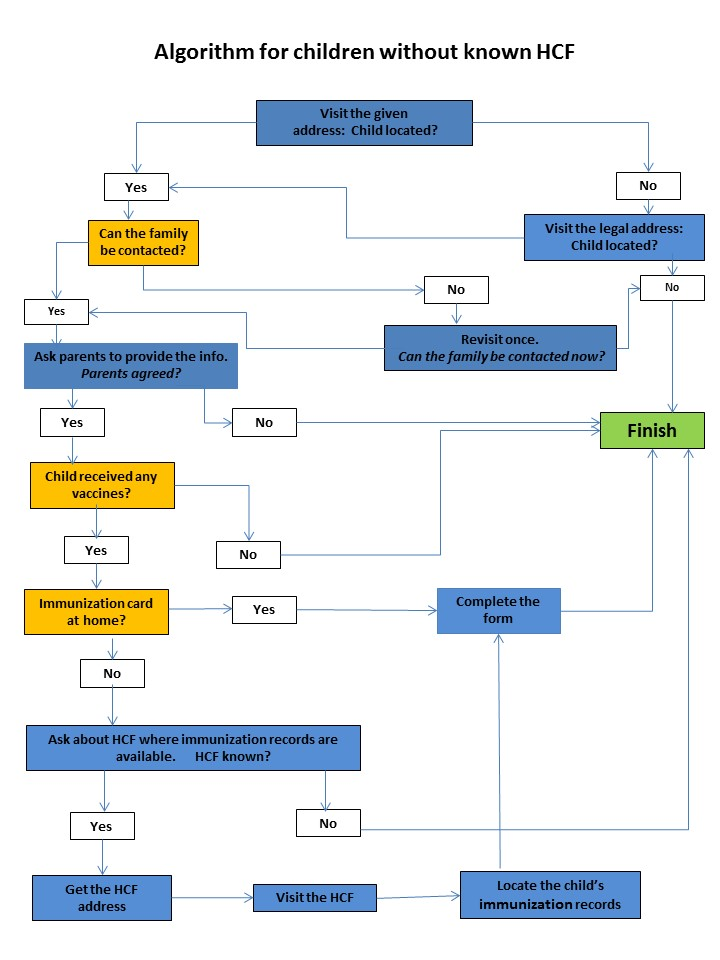 Algorithm for children without known HCF
Visit the given
address: Child located?
Yes
No
Can the family
be contacted?
Visit the legal address:
Child located?
No
No
Yes
Revisit once.
Can the family be contacted now?
Ask parents to provide the info.
Parents agreed?
Yes
No
Finish
Child received any
vaccines?
No
Yes
Immunization card
at home?
Yes
Complete the
form
No
Ask about HCF where immunization records are
available. HCF known?
Yes
No
Get the HCF
address
Visit the HCF
Locate the child's
immunization records